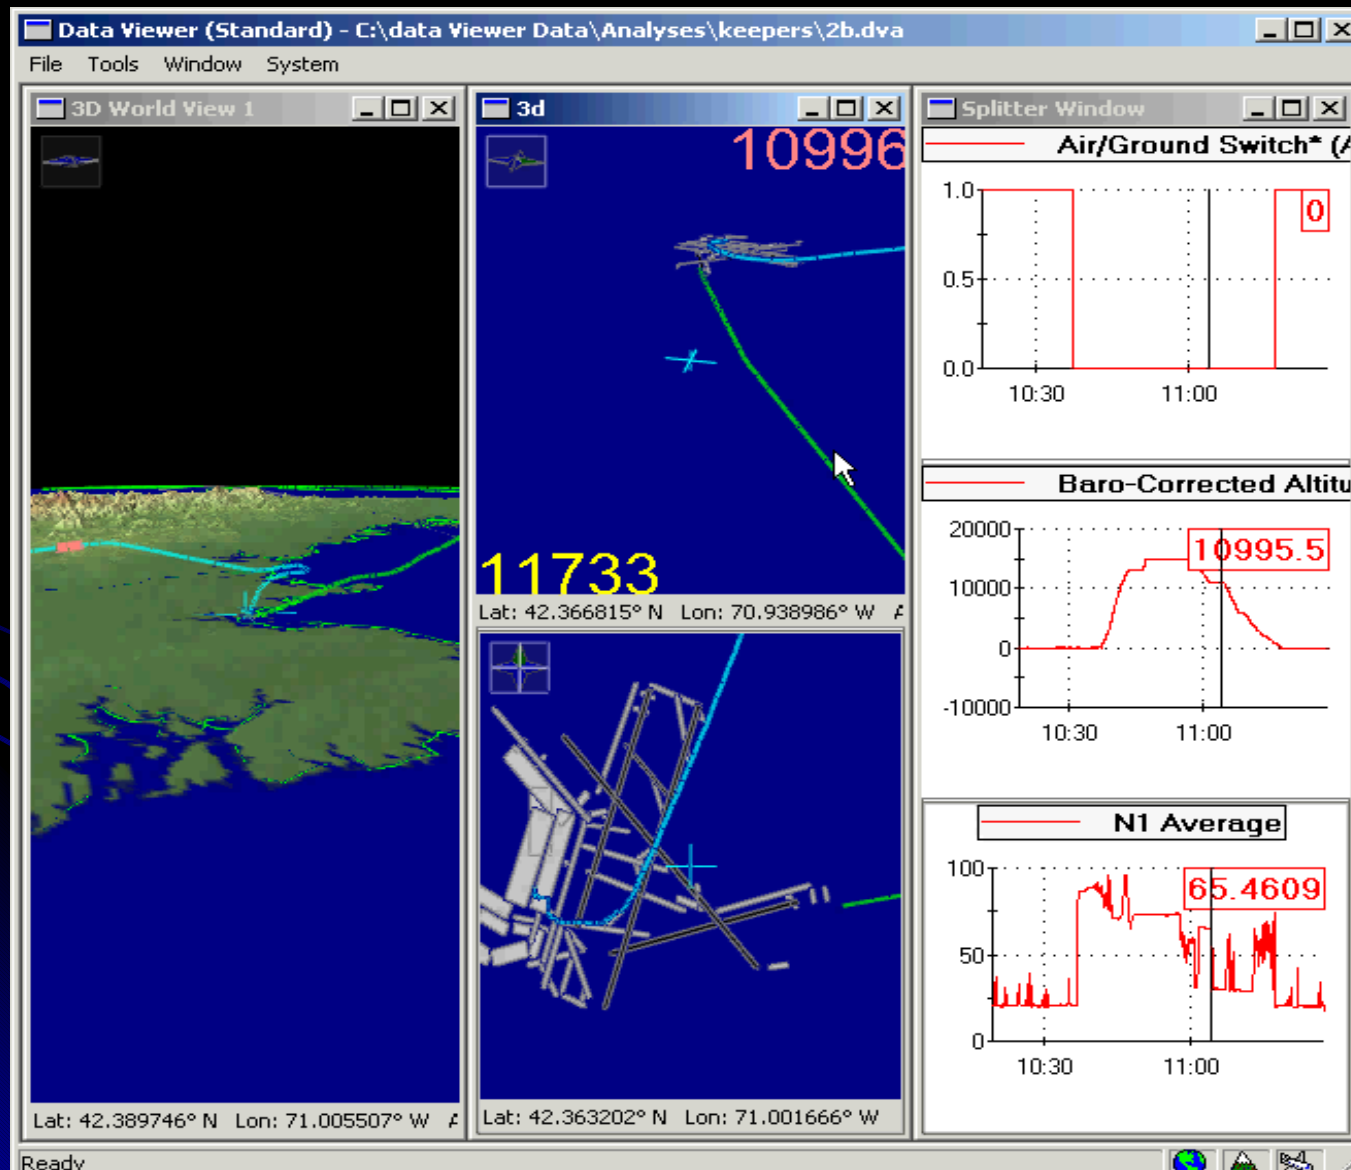 Data Viewer (Standard) - C:\data Viewer Data\Analyses\keepers\2b.dva
File Tools Window System
3D World View 1
Lat: 42.389746° N Lon: 71.005507° W
3d
10996
11733
Lat: 42.366815° N Lon: 70.938986° W
Lat: 42.363202° N Lon: 71.001666° W
Splitter Window
Air/Ground Switch* (A
1.0
0
0.5
0.0
10:30 11:00
Baro-Corrected Altitu
20000
10995.5
10000
0
-10000
10:30 11:00
N1 Average
100
65.4609
50
0
10:30 11:00
Ready